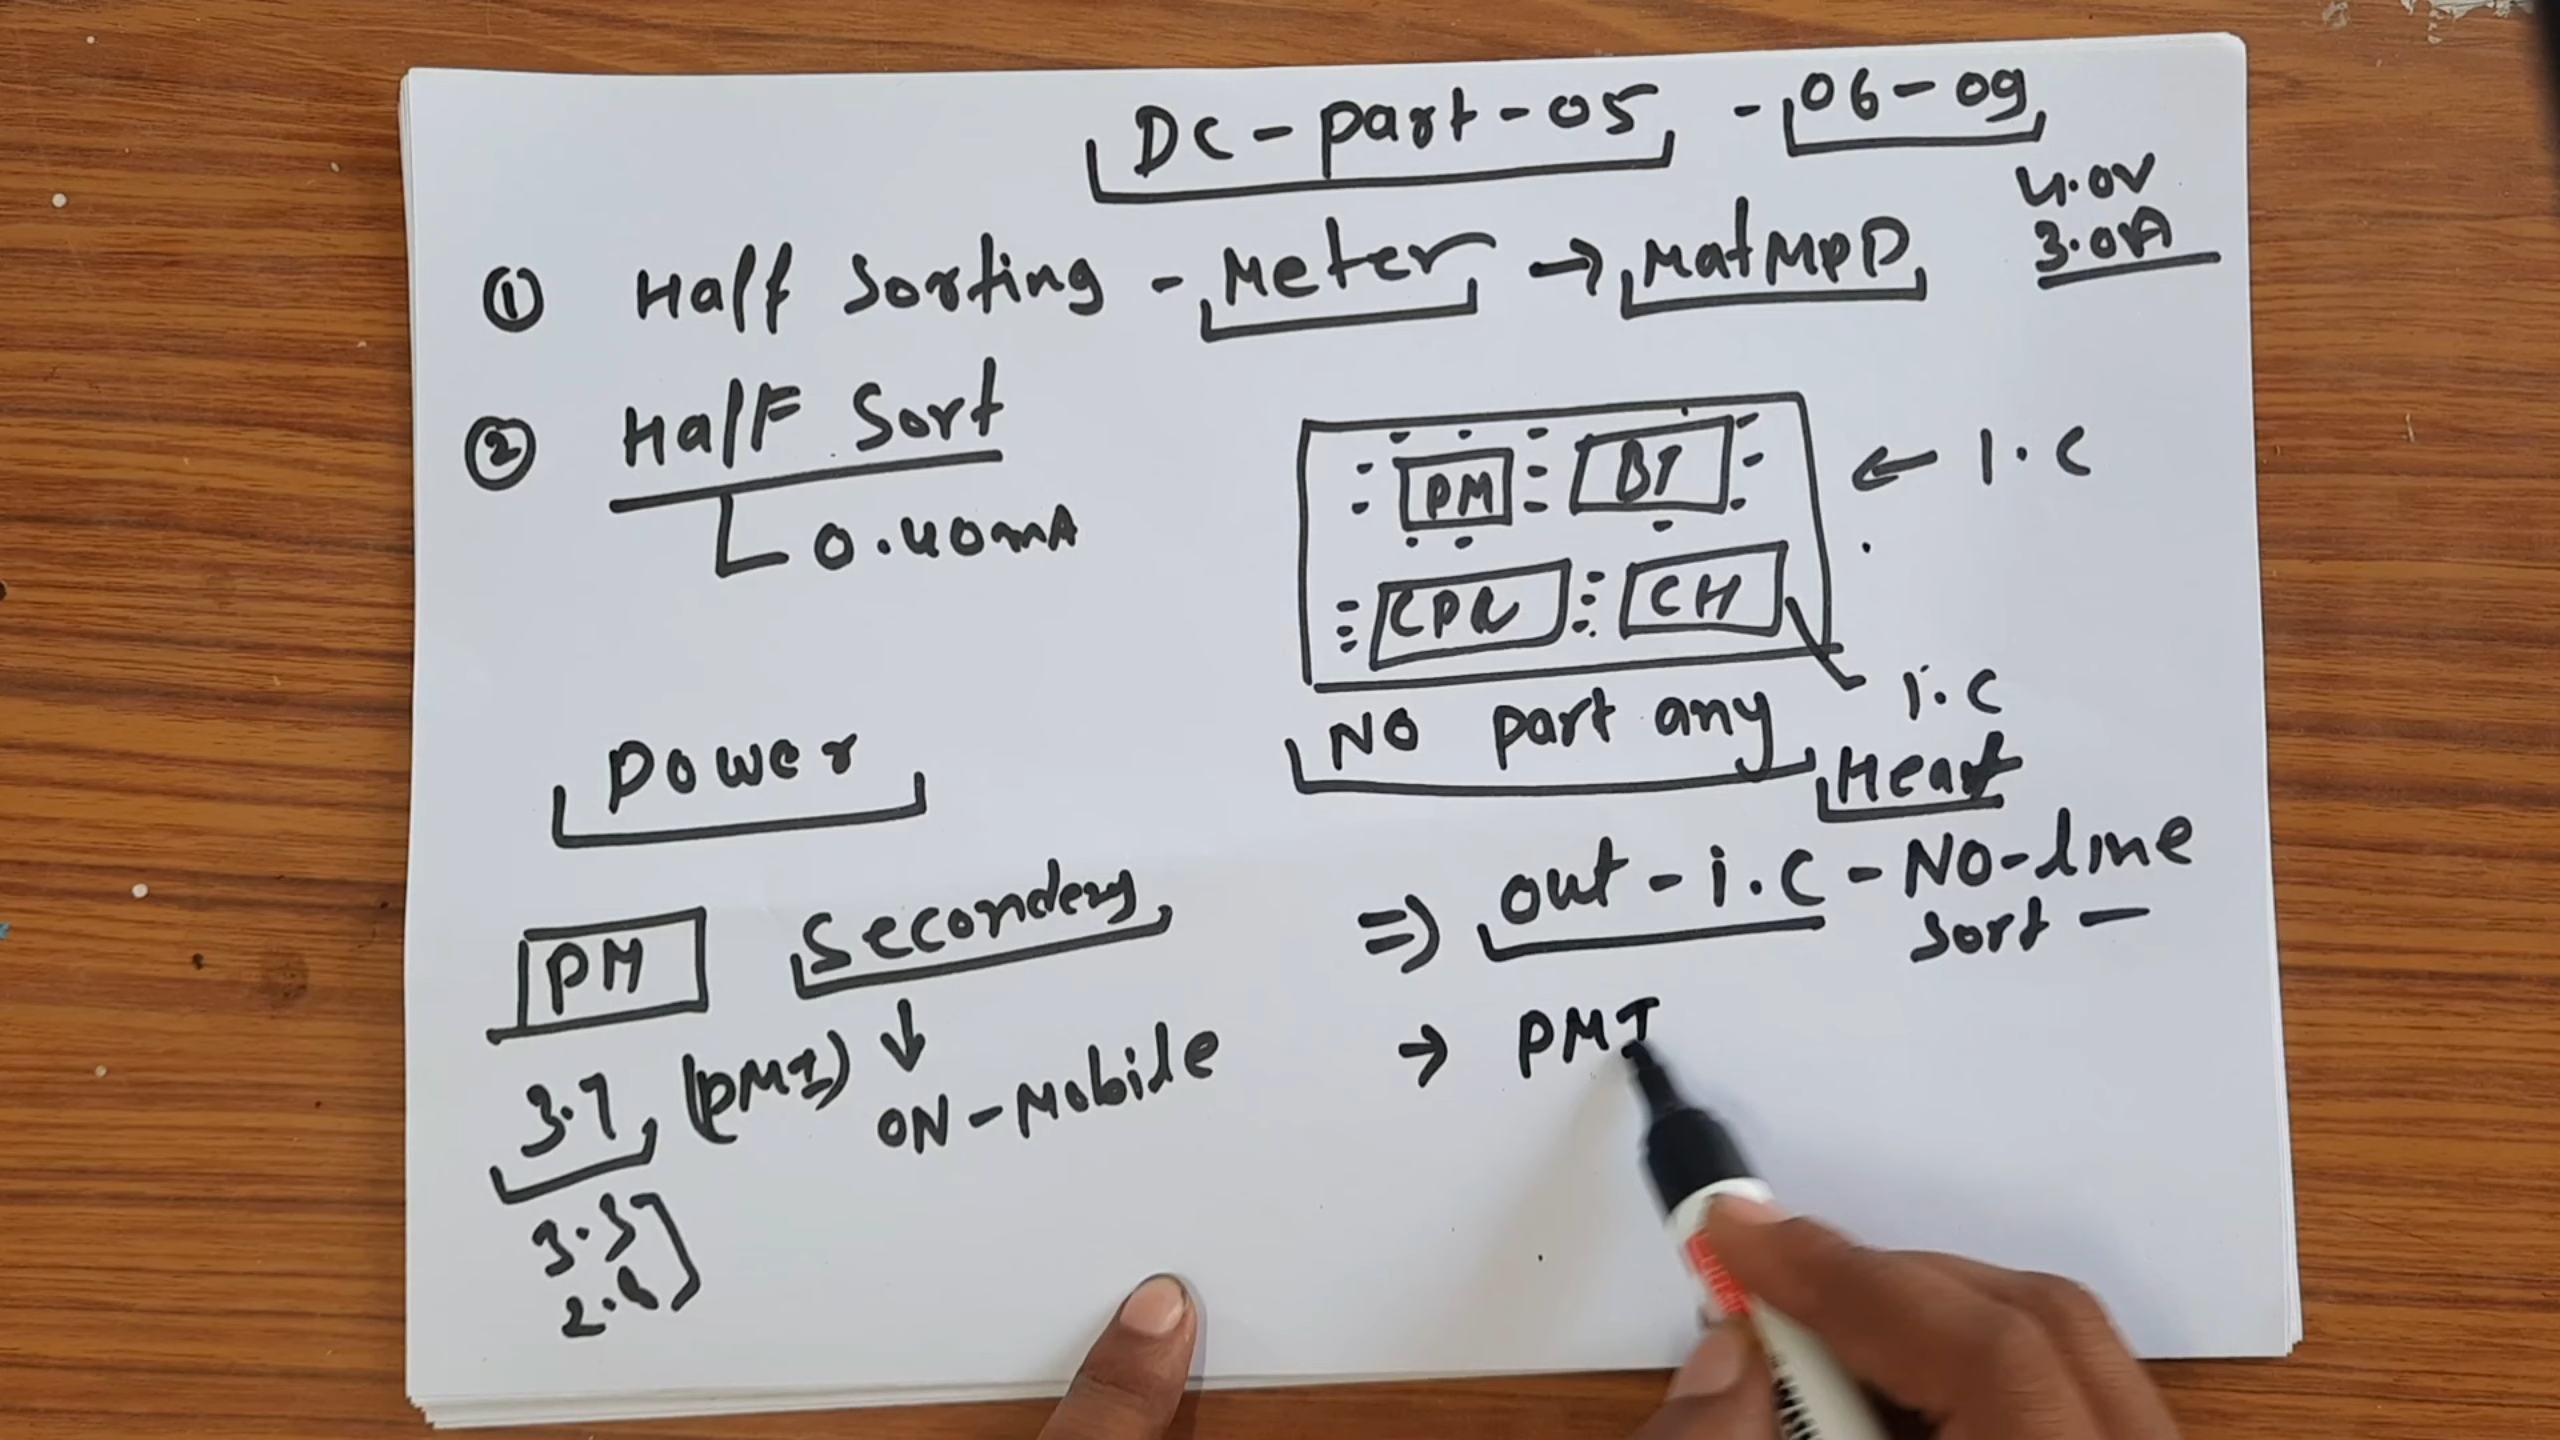 DC - part - 05 - 06 - 09
4.0V
3.0A
① Half Sorting - Meter → MatMPD
② Half Sort
0.40mA
PM BT
← I.C
CPU CH
I.C
NO part any
Heat
Power
⇒ out - i.C - NO - line
Sort —
PM Secondery
→ PMI
3.7, (PMI) ↓
ON - Mobile
3.3
2.8